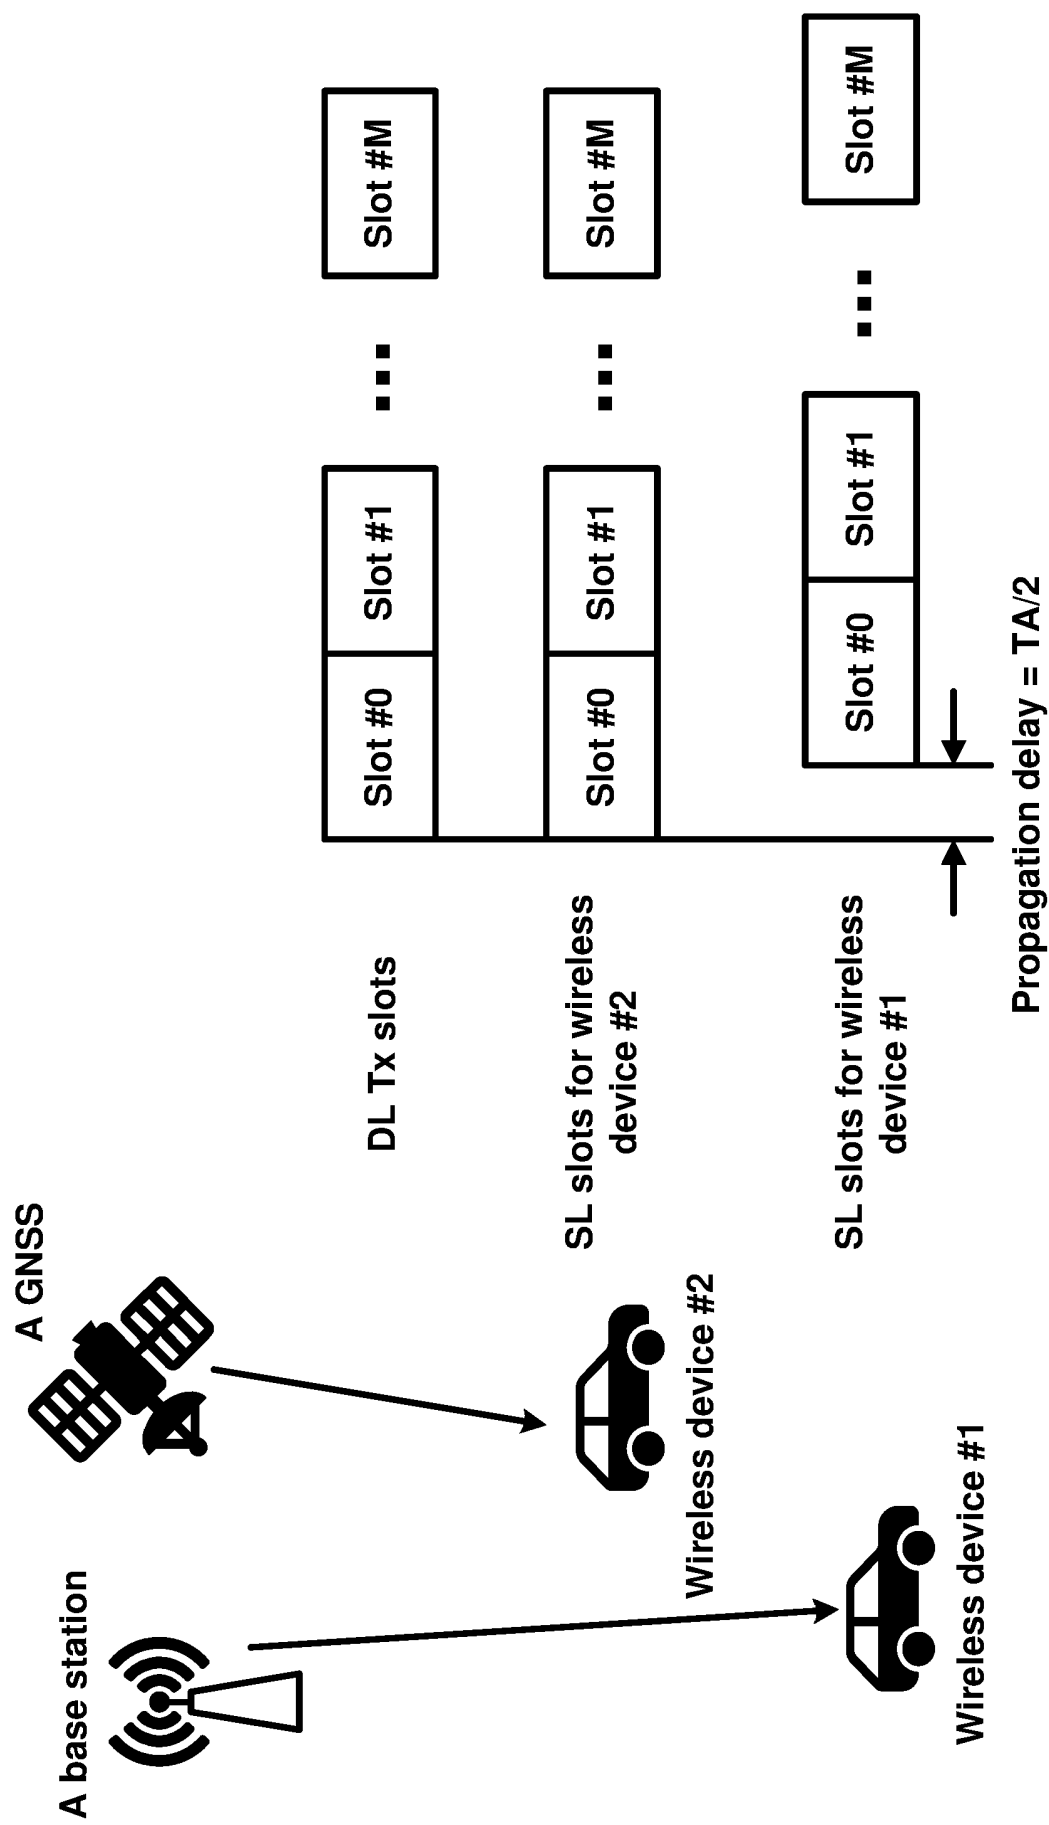 A base station
A GNSS
Wireless device #2
Wireless device #1
DL Tx slots
Slot #0
Slot #1
Slot #M
SL slots for wireless
device #2
Slot #0
Slot #1
Slot #M
SL slots for wireless
device #1
Slot #0
Slot #1
Slot #M
Propagation delay = TA/2